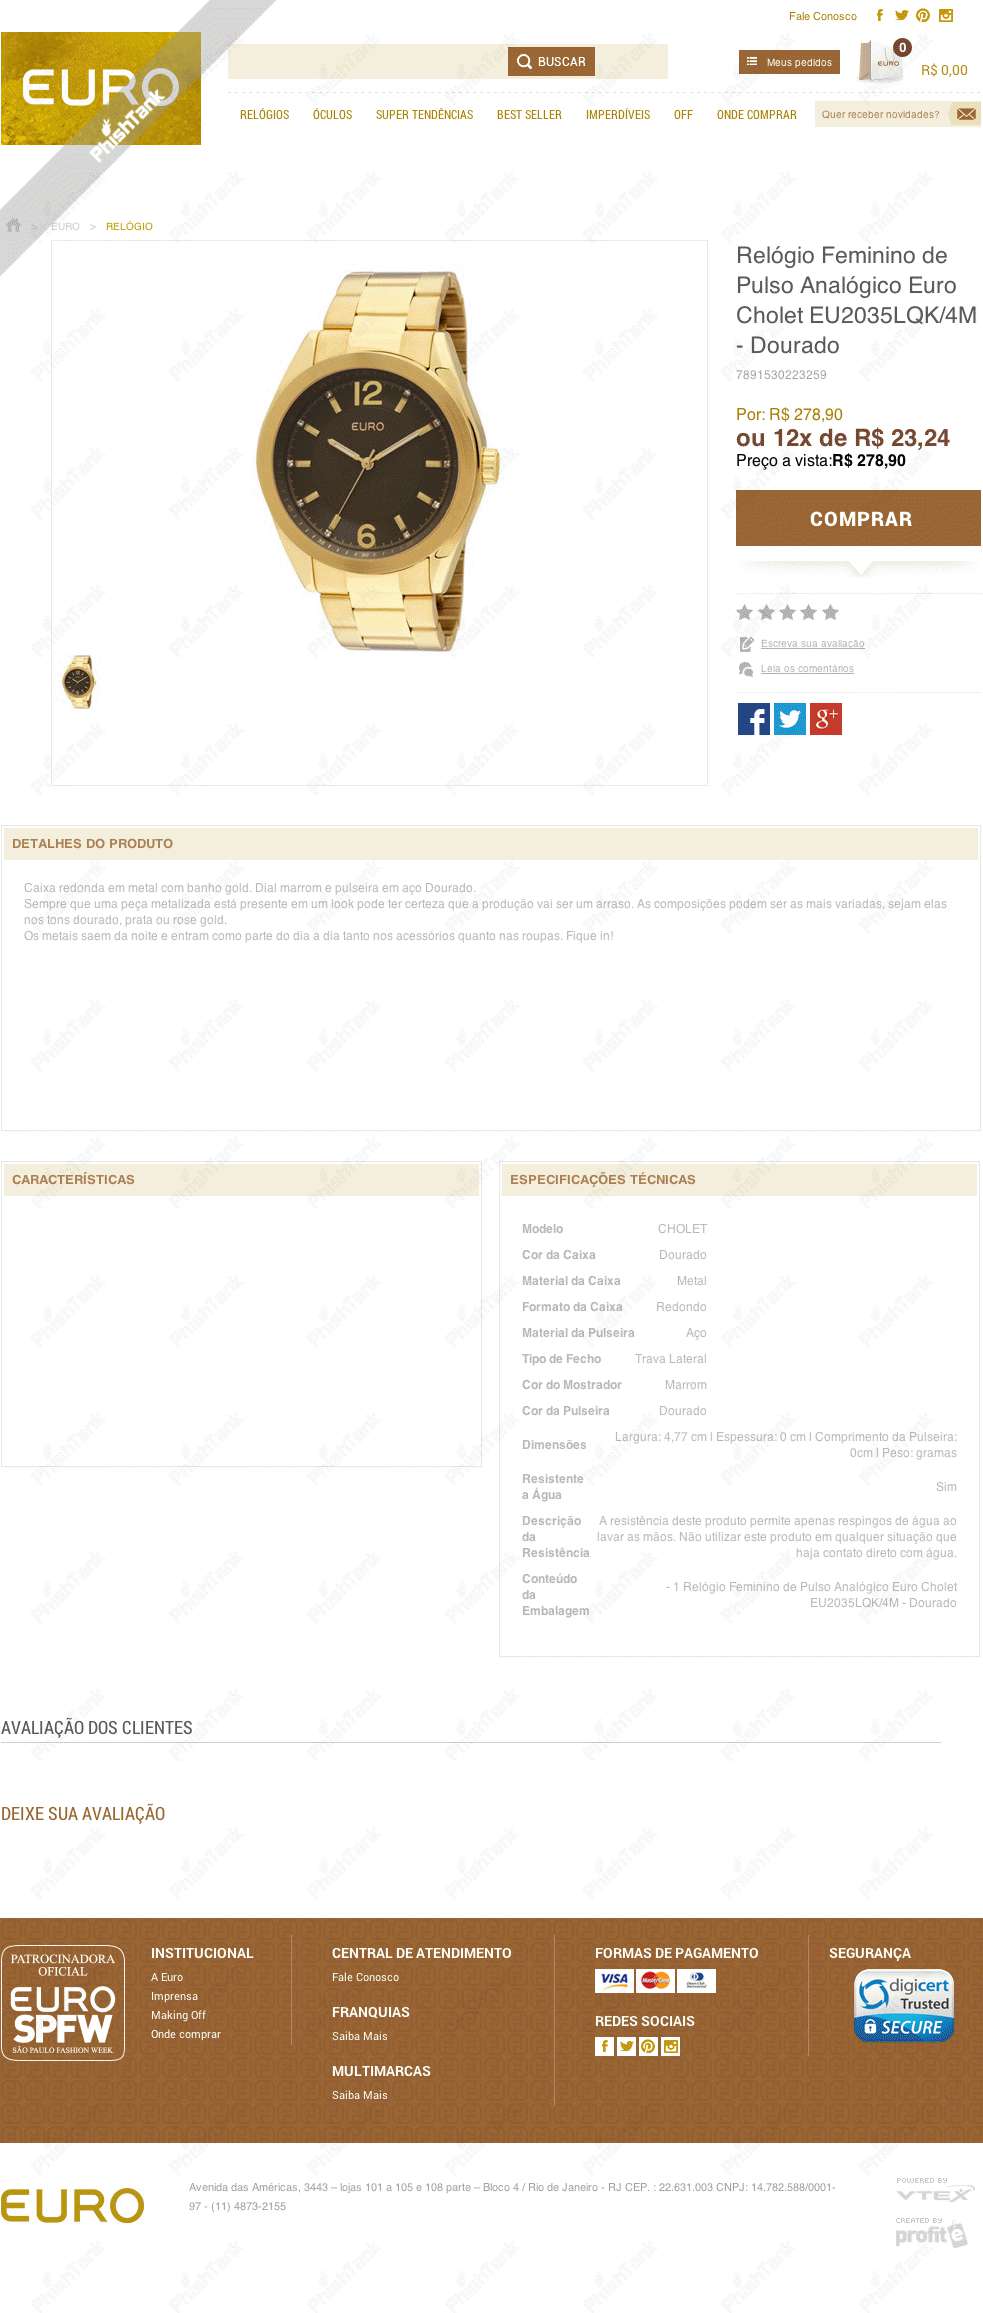 Fale Conosco
EURO
PhishTank
BUSCAR
Meus pedidos
EURO
0
R$ 0,00
RELÓGIOS ÓCULOS SUPER TENDÊNCIAS BEST SELLER IMPERDÍVEIS OFF ONDE COMPRAR
Quer receber novidades?
> EURO > RELÓGIO
Relógio Feminino de
Pulso Analógico Euro
Cholet EU2035LQK/4M
- Dourado
7891530223259
12
EURO
6
Por: R$ 278,90
ou 12x de R$ 23,24
Preço a vista:R$ 278,90
COMPRAR
Escreva sua avaliação
Leia os comentários
DETALHES DO PRODUTO
Caixa redonda em metal com banho gold. Dial marrom e pulseira em aço Dourado.
Sempre que uma peça metalizada está presente em um look pode ter certeza que a produção vai ser um arraso. As composições podem ser as mais variadas, sejam elas
nos tons dourado, prata ou rose gold.
Os metais saem da noite e entram como parte do dia a dia tanto nos acessórios quanto nas roupas. Fique in!
CARACTERÍSTICAS
ESPECIFICAÇÕES TÉCNICAS
Modelo CHOLET
Cor da Caixa Dourado
Material da Caixa Metal
Formato da Caixa Redondo
Material da Pulseira Aço
Tipo de Fecho Trava Lateral
Cor do Mostrador Marrom
Cor da Pulseira Dourado
Dimensões
Largura: 4,77 cm | Espessura: 0 cm | Comprimento da Pulseira:
0cm | Peso: gramas
Resistente
a Água
Sim
Descrição
da
Resistência
A resistência deste produto permite apenas respingos de água ao
lavar as mãos. Não utilizar este produto em qualquer situação que
haja contato direto com água.
Conteúdo
da
Embalagem
- 1 Relógio Feminino de Pulso Analógico Euro Cholet
EU2035LQK/4M - Dourado
AVALIAÇÃO DOS CLIENTES
DEIXE SUA AVALIAÇÃO
PATROCINADORA
OFICIAL
EURO
SPFW
SÃO PAULO FASHION WEEK
INSTITUCIONAL
A Euro
Imprensa
Making Off
Onde comprar
CENTRAL DE ATENDIMENTO
Fale Conosco
FRANQUIAS
Saiba Mais
MULTIMARCAS
Saiba Mais
FORMAS DE PAGAMENTO
VISA
MasterCard
REDES SOCIAIS
SEGURANÇA
digicert
Trusted
SECURE
EURO
Avenida das Américas, 3443 – lojas 101 a 105 e 108 parte – Bloco 4 / Rio de Janeiro - RJ CEP. : 22.631.003 CNPJ: 14.782.588/0001-
97 - (11) 4873-2155
POWERED BY
VTEX
CREATED BY
profite